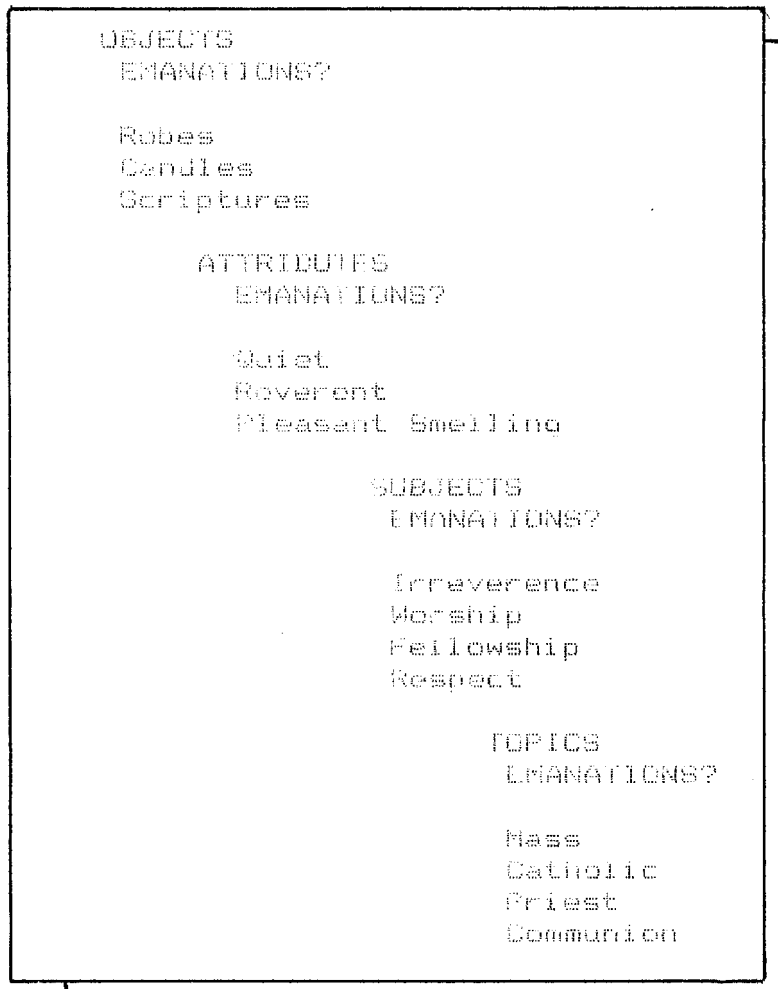 OBJECTS
EMANATIONS?
Robes
Candles
Scriptures
ATTRIBUTES
EMANATIONS?
Quiet
Reverent
Pleasant Smelling
SUBJECTS
EMANATIONS?
Irreverence
Worship
Fellowship
Respect
TOPICS
EMANATIONS?
Mass
Catholic
Priest
Communion